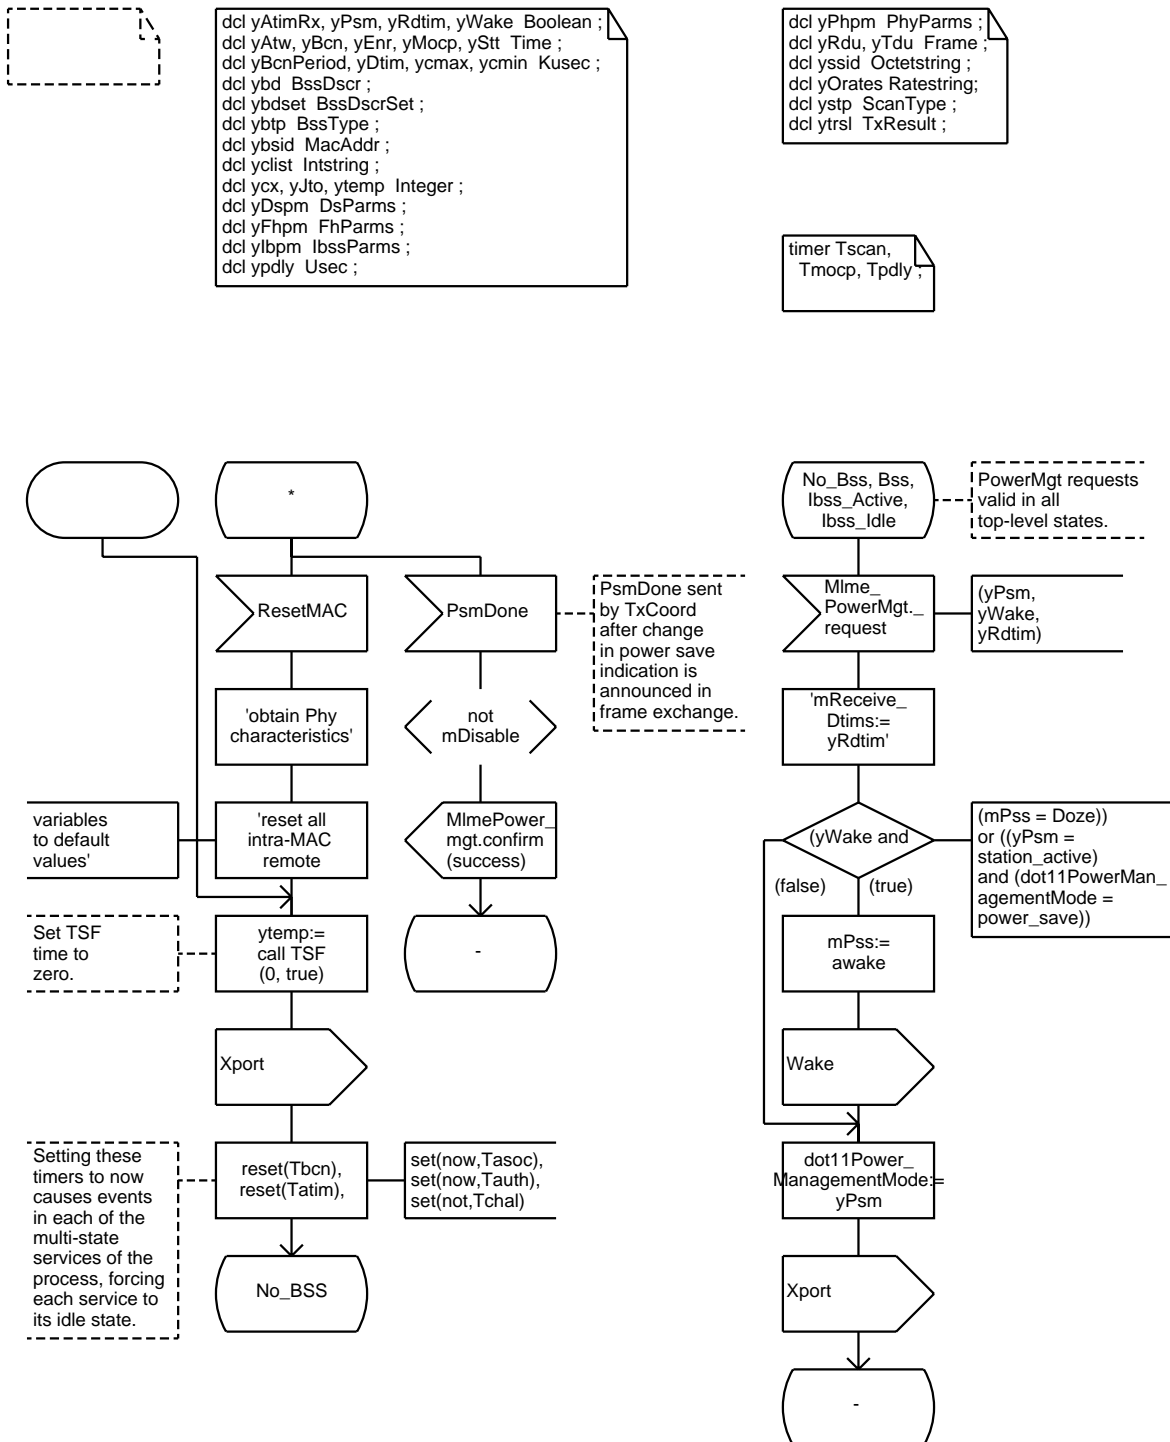 dcl yAtimRx, yPsm, yRdtim, yWake  Boolean ;
dcl yAtw, yBcn, yEnr, yMocp, yStt  Time ;
dcl yBcnPeriod, yDtim, ycmax, ycmin  Kusec ;
dcl ybd  BssDscr ;
dcl ybdset  BssDscrSet ;
dcl ybtp  BssType ;
dcl ybsid  MacAddr ;
dcl yclist  Intstring ;
dcl ycx, yJto, ytemp  Integer ;
dcl yDspm  DsParms ;
dcl yFhpm  FhParms ;
dcl yIbpm  IbssParms ;
dcl ypdly  Usec ;
dcl yPhpm  PhyParms ;
dcl yRdu, yTdu  Frame ;
dcl yssid  Octetstring ;
dcl yOrates Ratestring;
dcl ystp  ScanType ;
dcl ytrsl  TxResult ;
timer Tscan,
Tmocp, Tpdly ;
*
ResetMAC
'obtain Phy
characteristics'
'reset all
intra-MAC
remote
variables
to default
values'
ytemp:=
call TSF
(0, true)
Set TSF
time to
zero.
Xport
reset(Tbcn),
reset(Tatim),
set(now,Tasoc),
set(now,Tauth),
set(not,Tchal)
Setting these
timers to now
causes events
in each of the
multi-state
services of the
process, forcing
each service to
its idle state.
No_BSS
PsmDone
PsmDone sent
by TxCoord
after change
in power save
indication is
announced in
frame exchange.
not
mDisable
MlmePower_
mgt.confirm
(success)
-
No_Bss, Bss,
Ibss_Active,
Ibss_Idle
PowerMgt requests
valid in all
top-level states.
Mlme_
PowerMgt._
request
(yPsm,
yWake,
yRdtim)
'mReceive_
Dtims:=
yRdtim'
(yWake and
(mPss = Doze))
or ((yPsm =
station_active)
and (dot11PowerMan_
agementMode =
power_save))
(false)
(true)
mPss:=
awake
Wake
dot11Power_
ManagementMode:=
yPsm
Xport
-